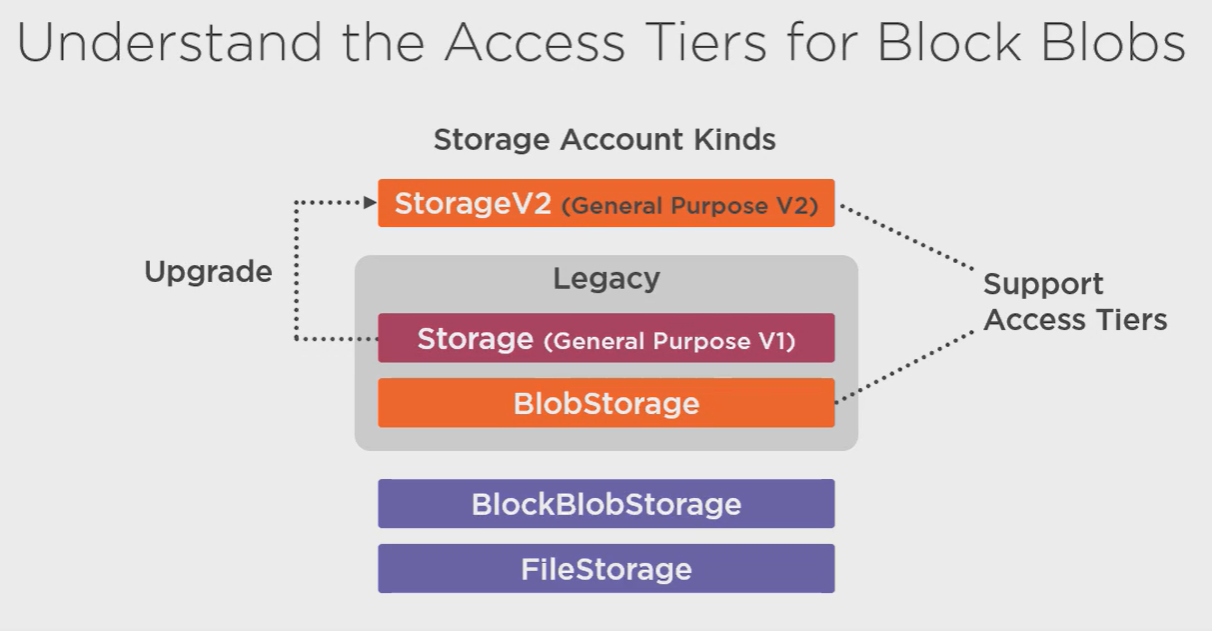 Understand the Access Tiers for Block Blobs
Storage Account Kinds
StorageV2 (General Purpose V2)
Upgrade
Legacy
Storage (General Purpose V1)
BlobStorage
Support
Access Tiers
BlockBlobStorage
FileStorage